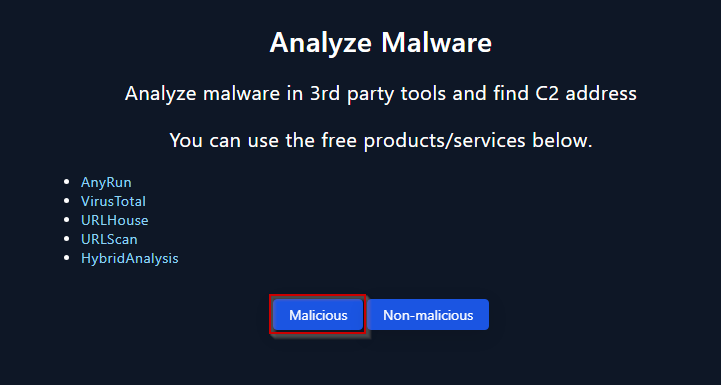 Analyze Malware
Analyze malware in 3rd party tools and find C2 address
You can use the free products/services below.
AnyRun
VirusTotal
URLHouse
URLScan
HybridAnalysis
Malicious Non-malicious